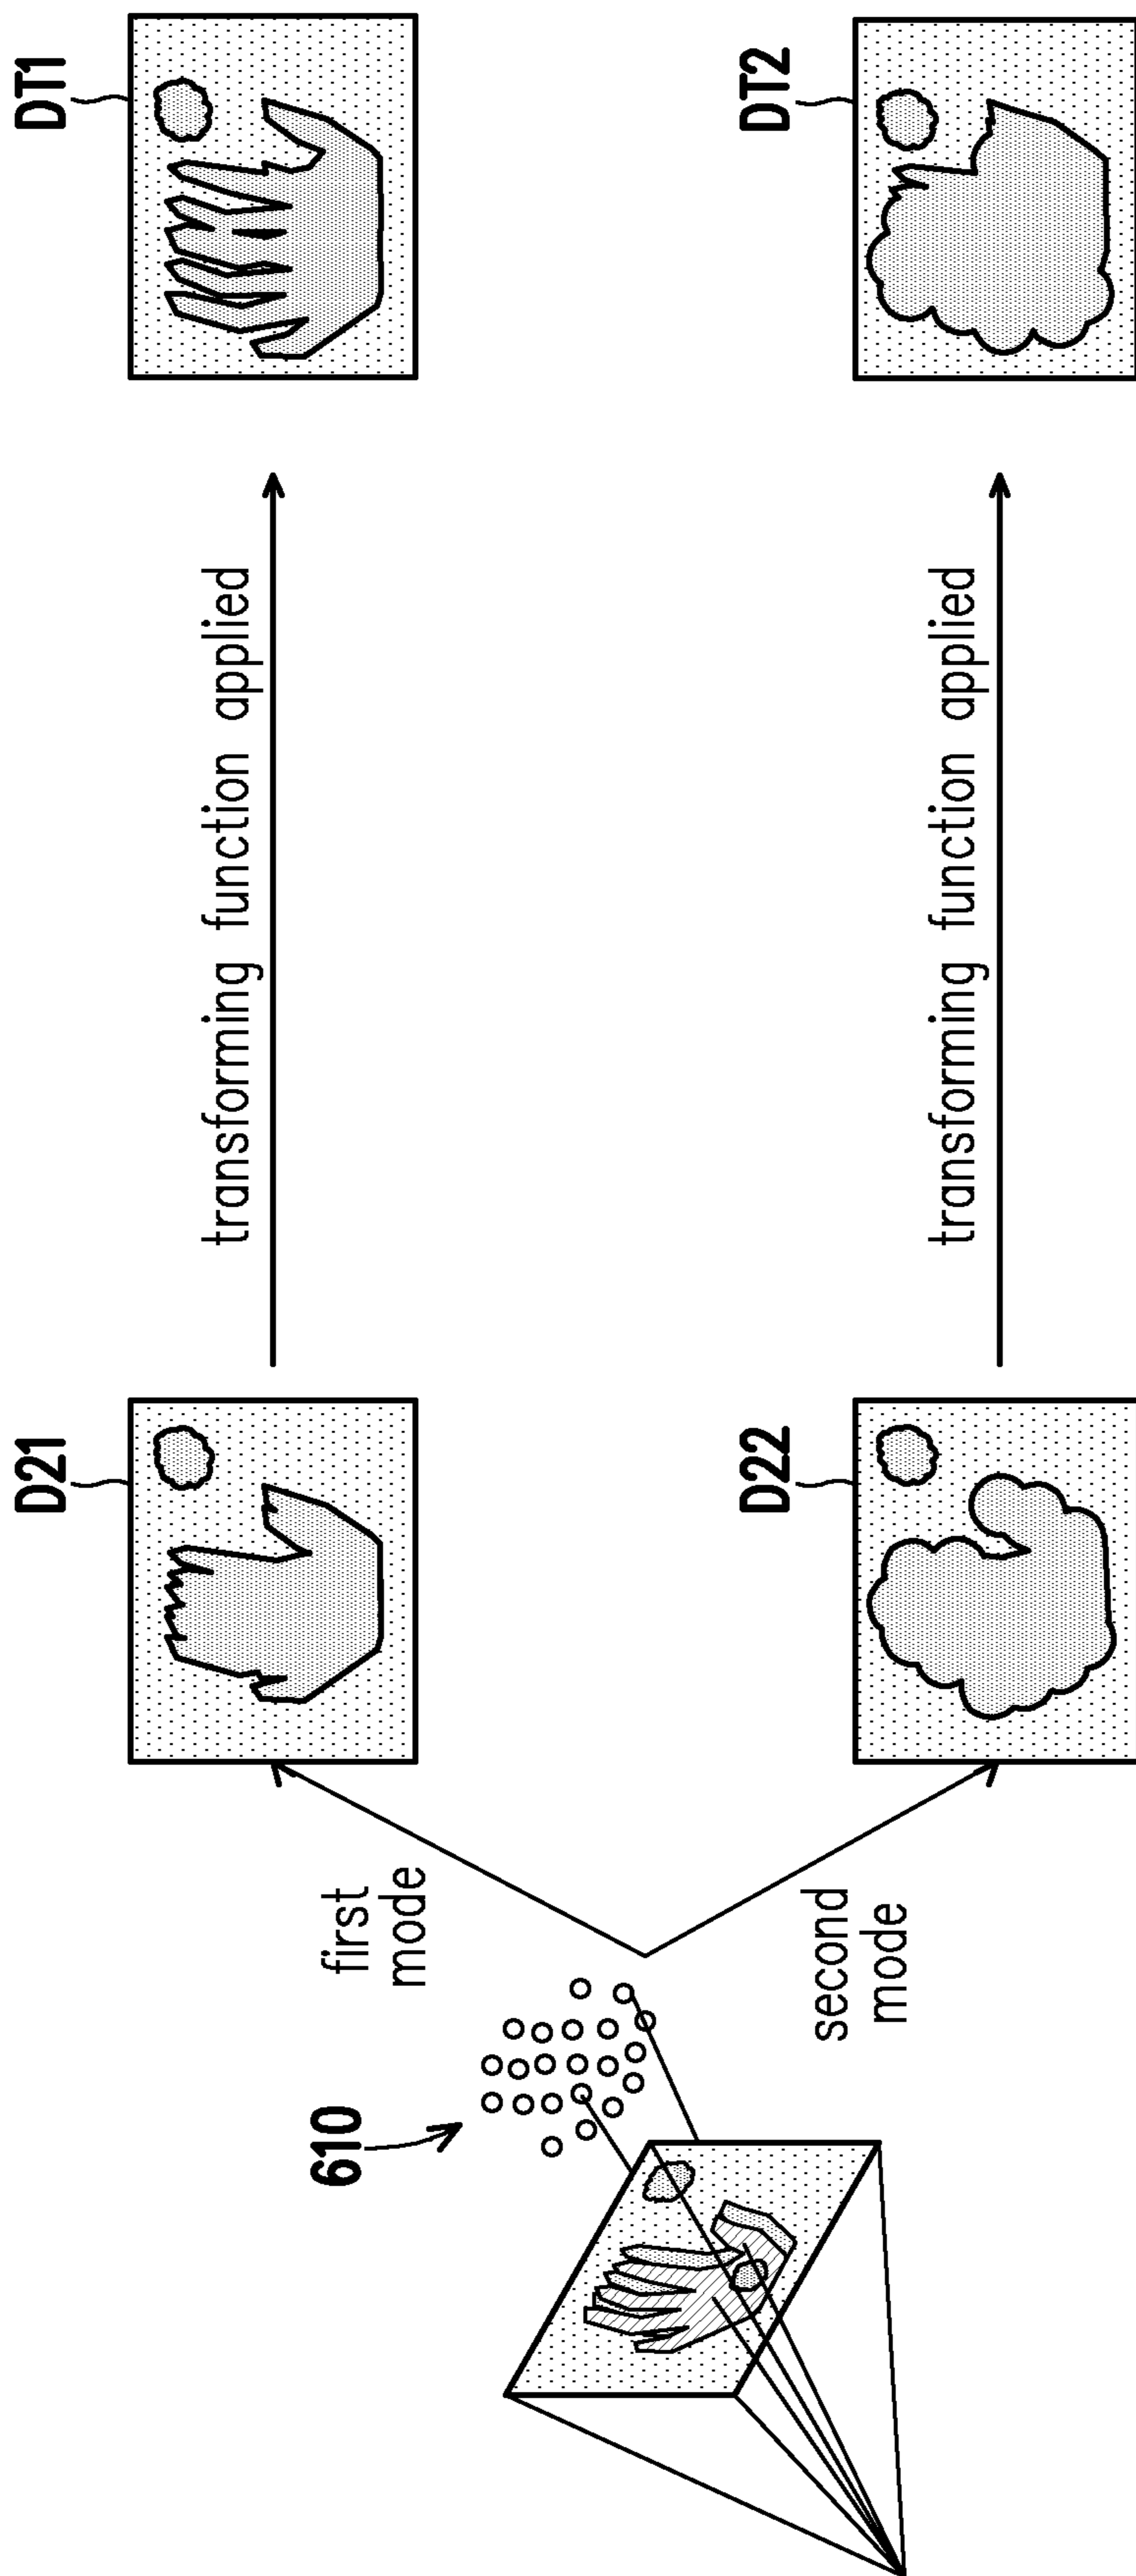 610
first
mode
second
mode
D21
transforming function applied
DT1
D22
transforming function applied
DT2